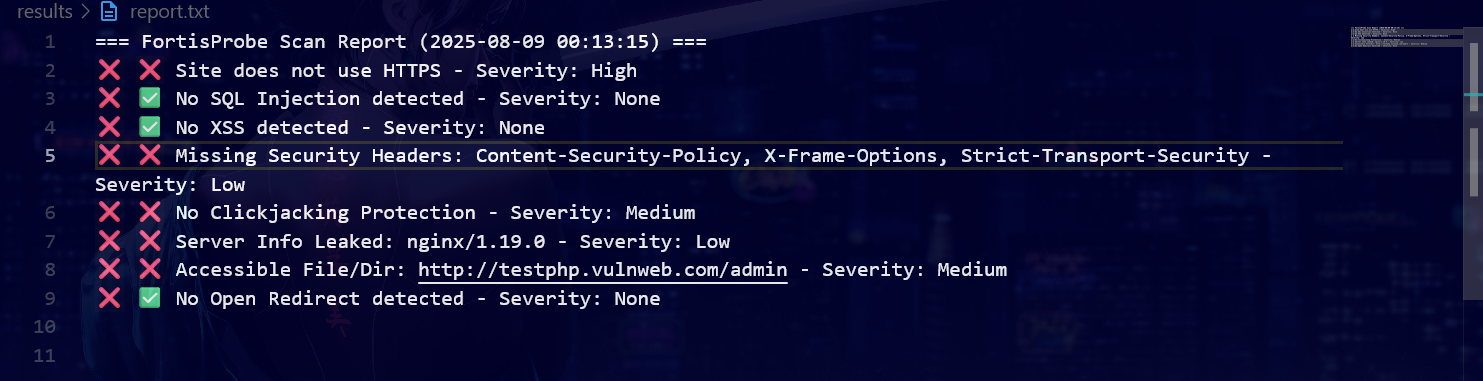 results > report.txt
1 === FortisProbe Scan Report (2025-08-09 00:13:15) ===
2 ❌ ❌ Site does not use HTTPS - Severity: High
3 ❌ ✅ No SQL Injection detected - Severity: None
4 ❌ ✅ No XSS detected - Severity: None
5 ❌ ❌ Missing Security Headers: Content-Security-Policy, X-Frame-Options, Strict-Transport-Security -
Severity: Low
6 ❌ ❌ No Clickjacking Protection - Severity: Medium
7 ❌ ❌ Server Info Leaked: nginx/1.19.0 - Severity: Low
8 ❌ ❌ Accessible File/Dir: http://testphp.vulnweb.com/admin - Severity: Medium
9 ❌ ✅ No Open Redirect detected - Severity: None
10
11